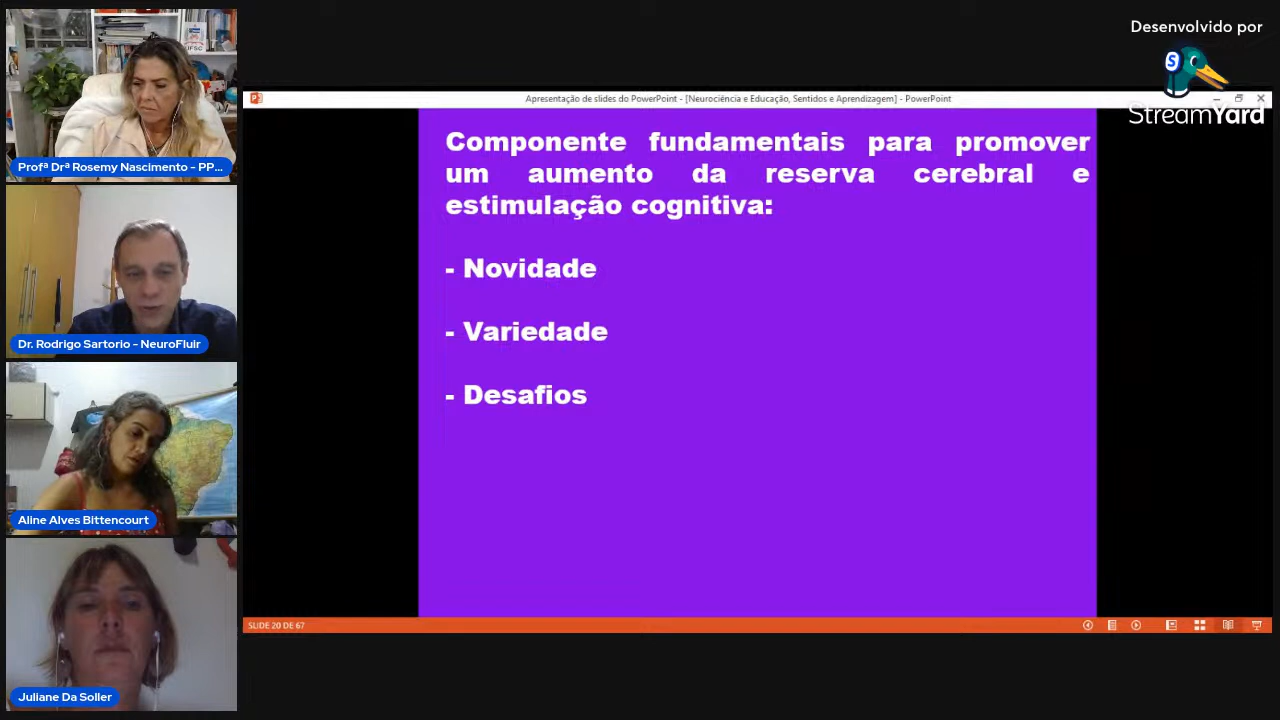 Desenvolvido por
StreamYard
UFSC
Profª Drª Rosemy Nascimento - PP...
Dr. Rodrigo Sartorio - NeuroFluir
Aline Alves Bittencourt
Juliane Da Soller
Apresentação de slides do PowerPoint - [Neurociência e Educação, Sentidos e Aprendizagem] - PowerPoint
Componente fundamentais para promover
um aumento da reserva cerebral e
estimulação cognitiva:
- Novidade
- Variedade
- Desafios
SLIDE 20 DE 67